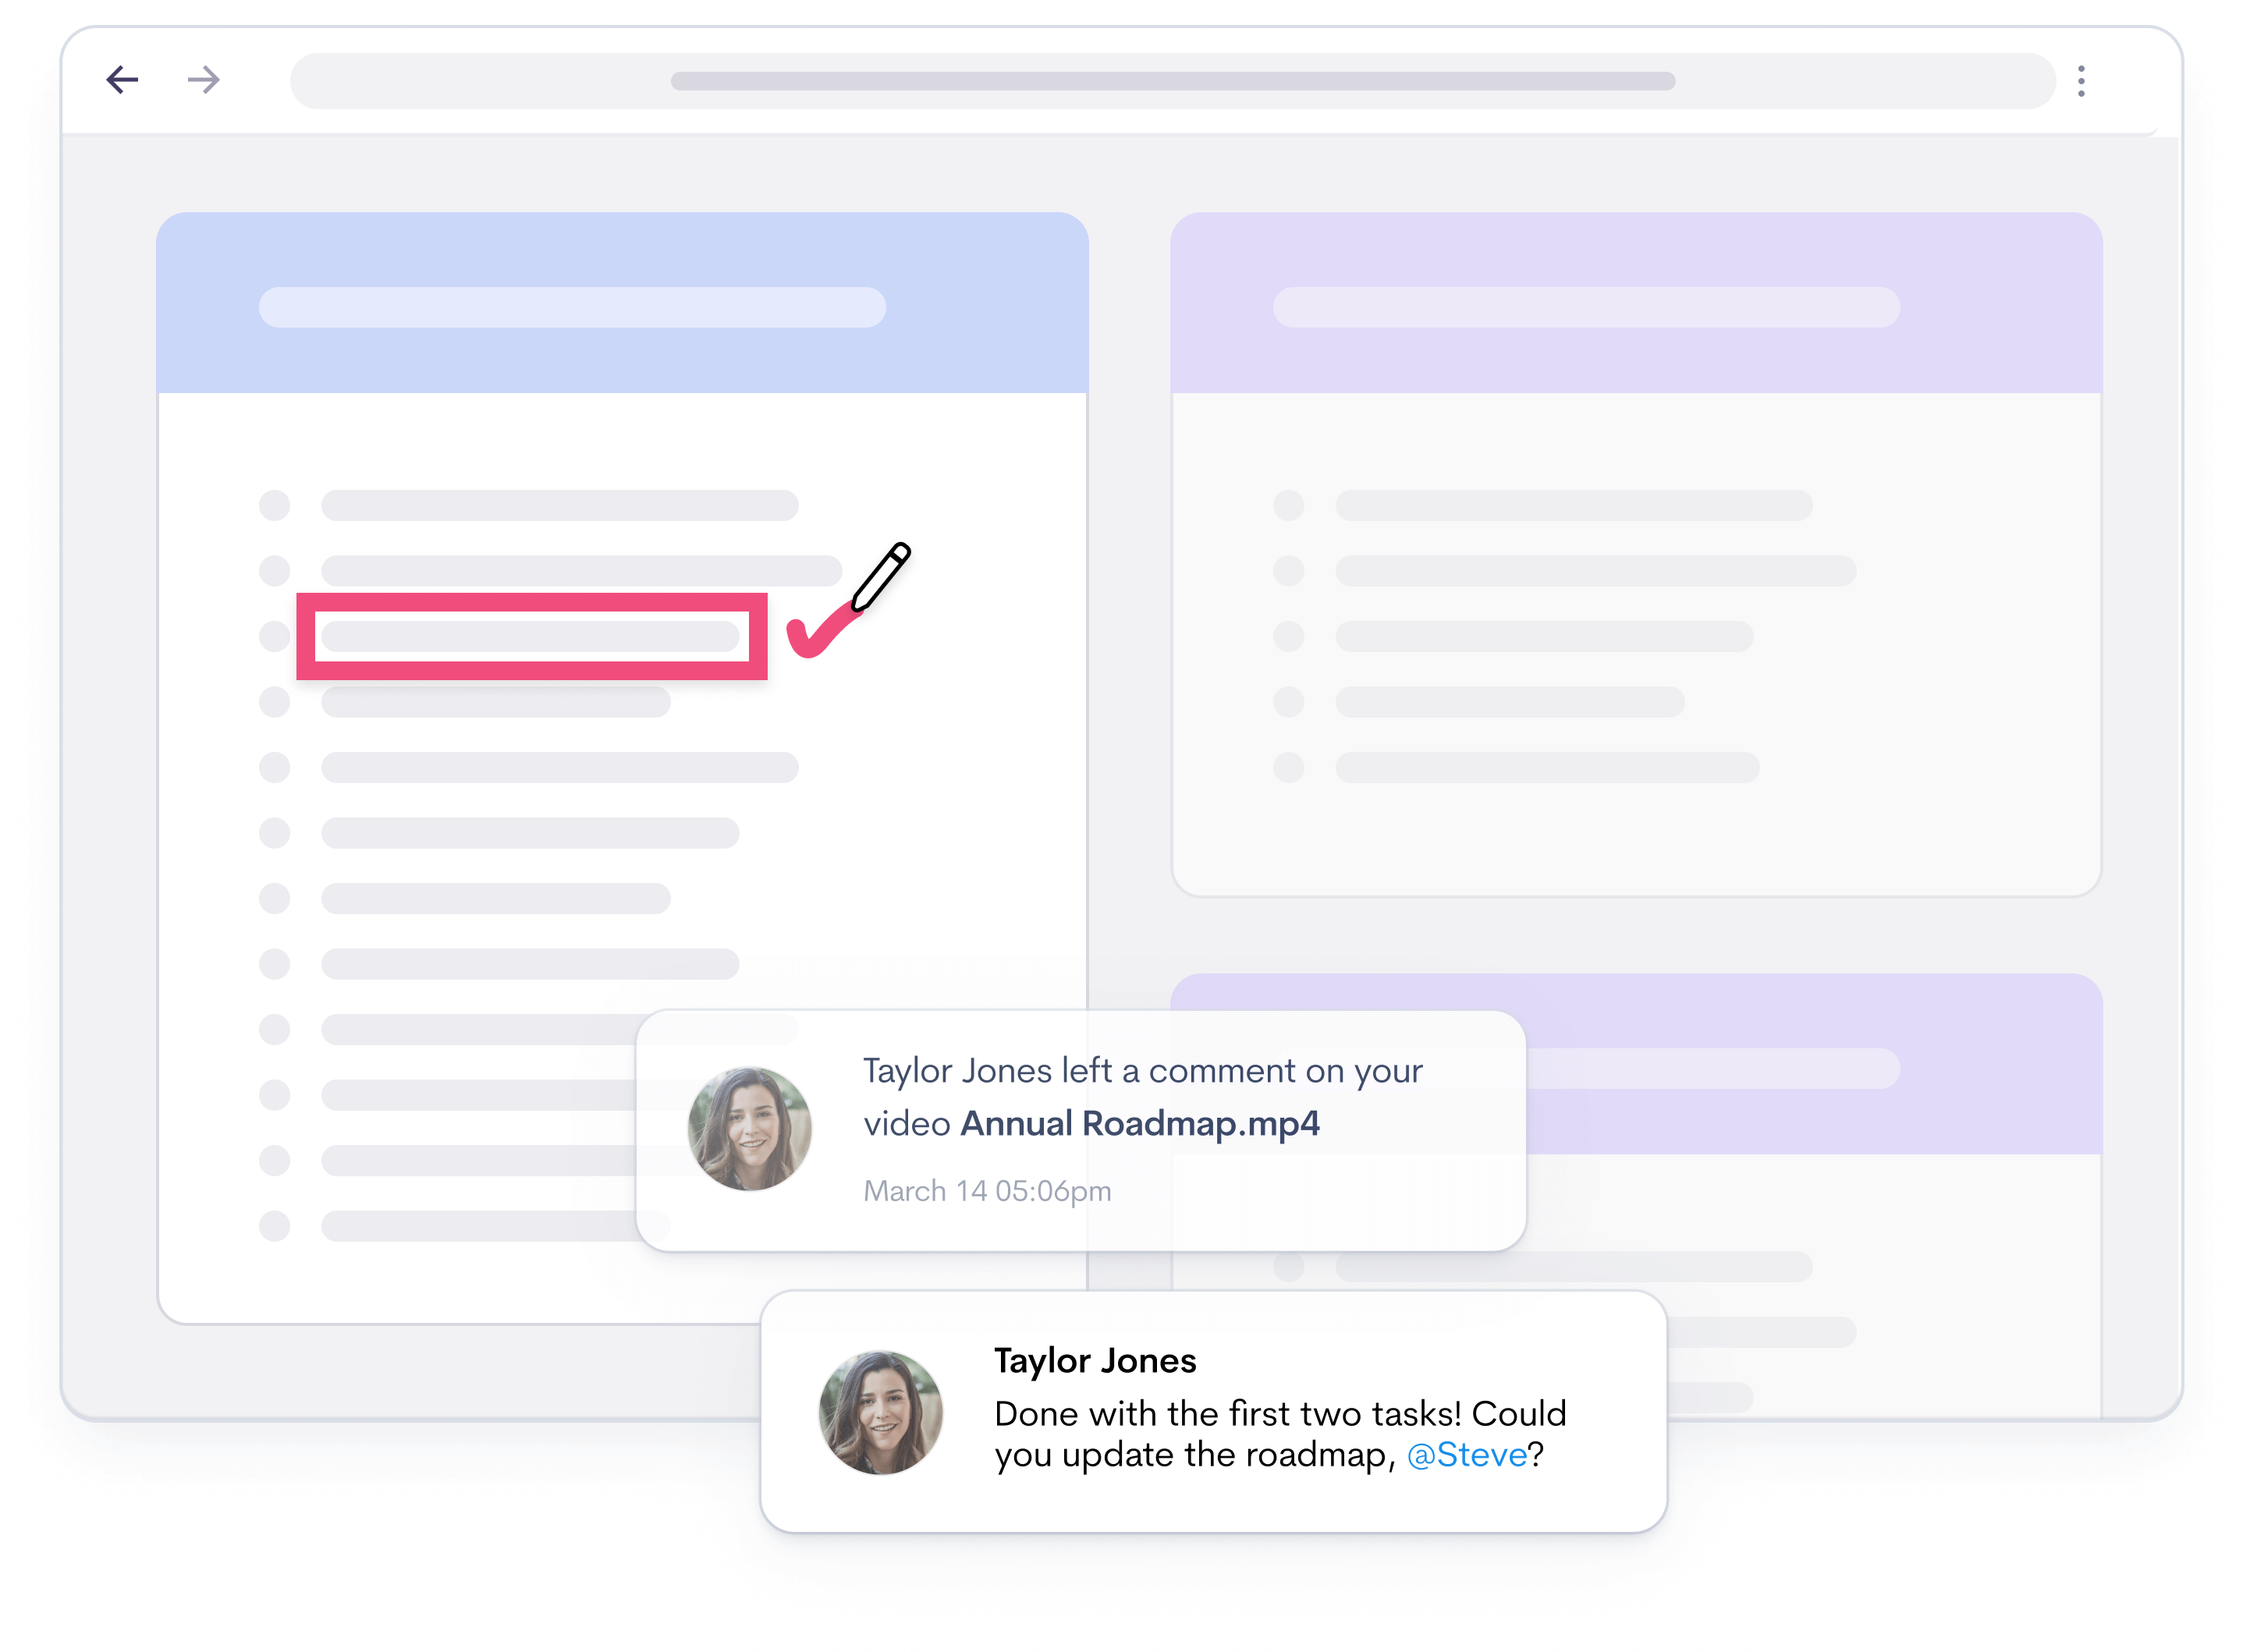 Taylor Jones left a comment on your
video Annual Roadmap.mp4
March 14 05:06pm
Taylor Jones
Done with the first two tasks! Could
you update the roadmap, @Steve?